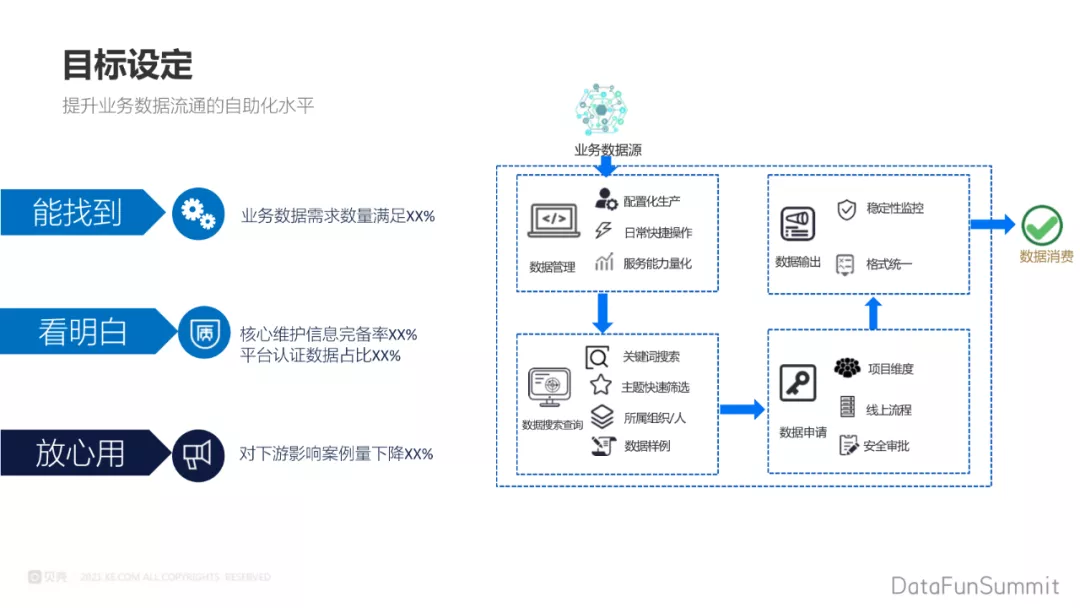 目标设定
提升业务数据流通的自助化水平
能找到
业务数据需求数量满足XX%
看明白
核心维护信息完备率XX%
平台认证数据占比XX%
放心用
对下游影响案例量下降XX%
业务数据源
配置化生产
日常快捷操作
服务能力量化
数据管理
关键词搜索
主题快速筛选
所属组织/人
数据样例
数据搜索查询
项目维度
线上流程
安全审批
数据申请
稳定性监控
格式统一
数据输出
数据消费
贝壳
2021 KE.COM ALL COPYRIGHTS RESERVED
DataFunSummit